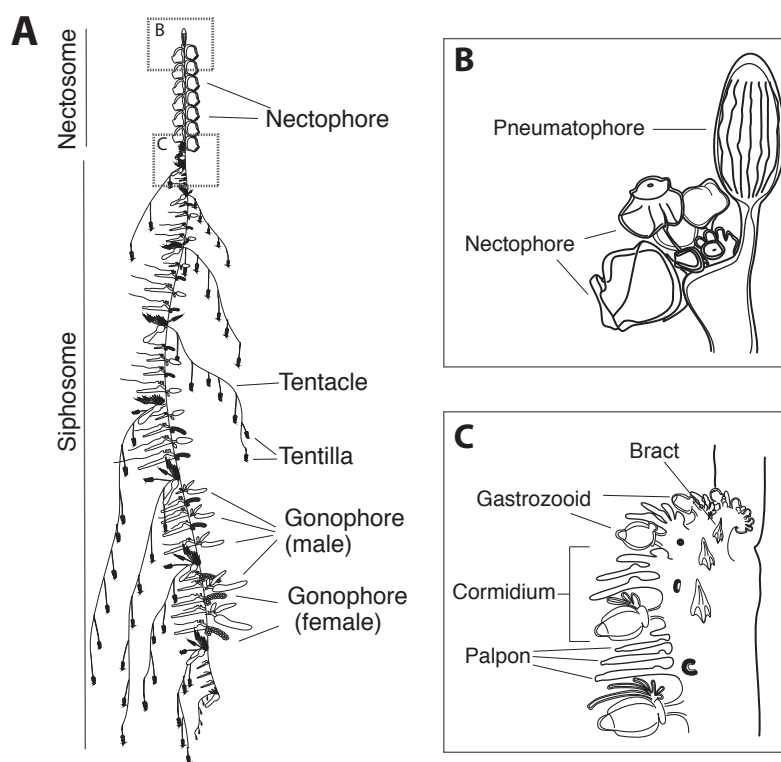 A
Nectosome
Siphosome
B
C
Nectophore
Tentacle
Tentilla
Gonophore
(male)
Gonophore
(female)
B
Pneumatophore
Nectophore
C
Bract
Gastrozooid
Cormidium
Palpon